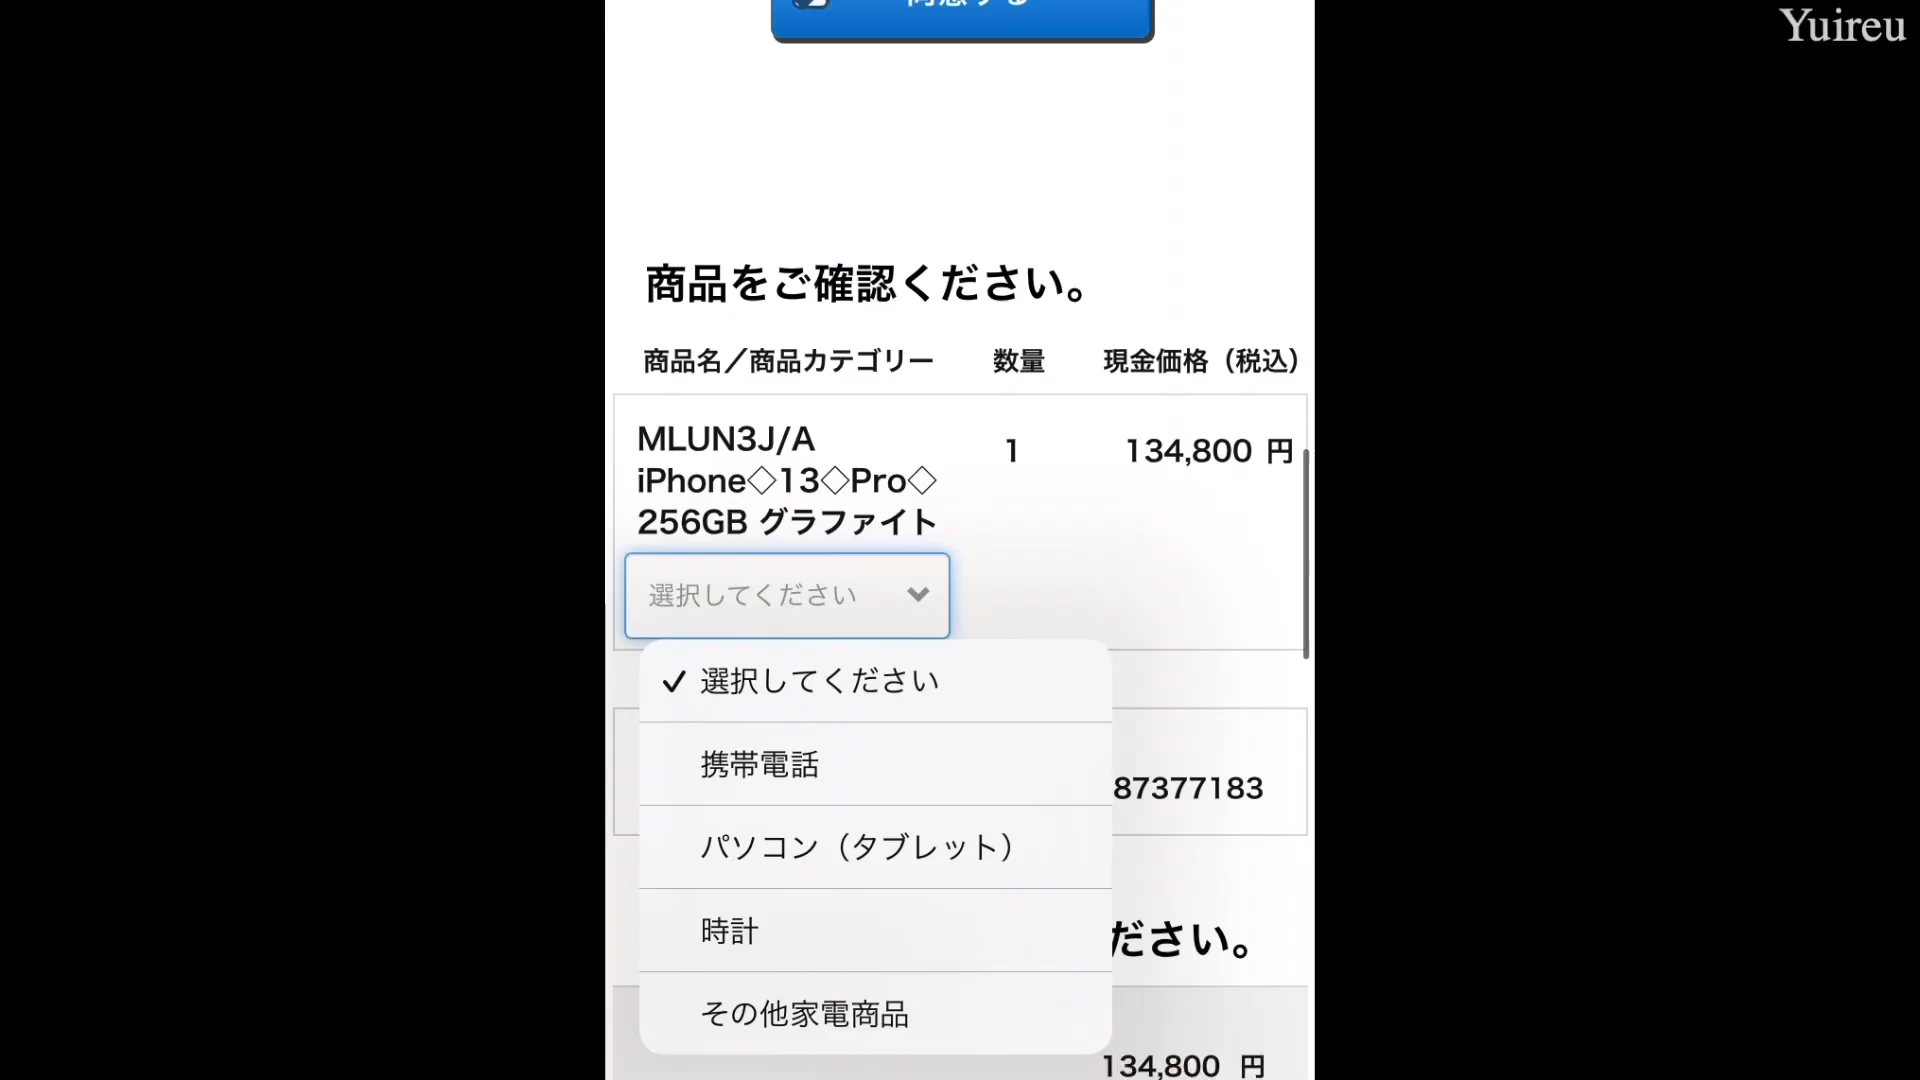 Yuireu
同意する
商品をご確認ください。
商品名／商品カテゴリー 数量 現金価格（税込）
MLUN3J/A
iPhone◇13◇Pro◇
256GB グラファイト
1 134,800 円
選択してください
✓ 選択してください
携帯電話
パソコン（タブレット）
87377183
時計
ださい。
その他家電商品
134,800 円